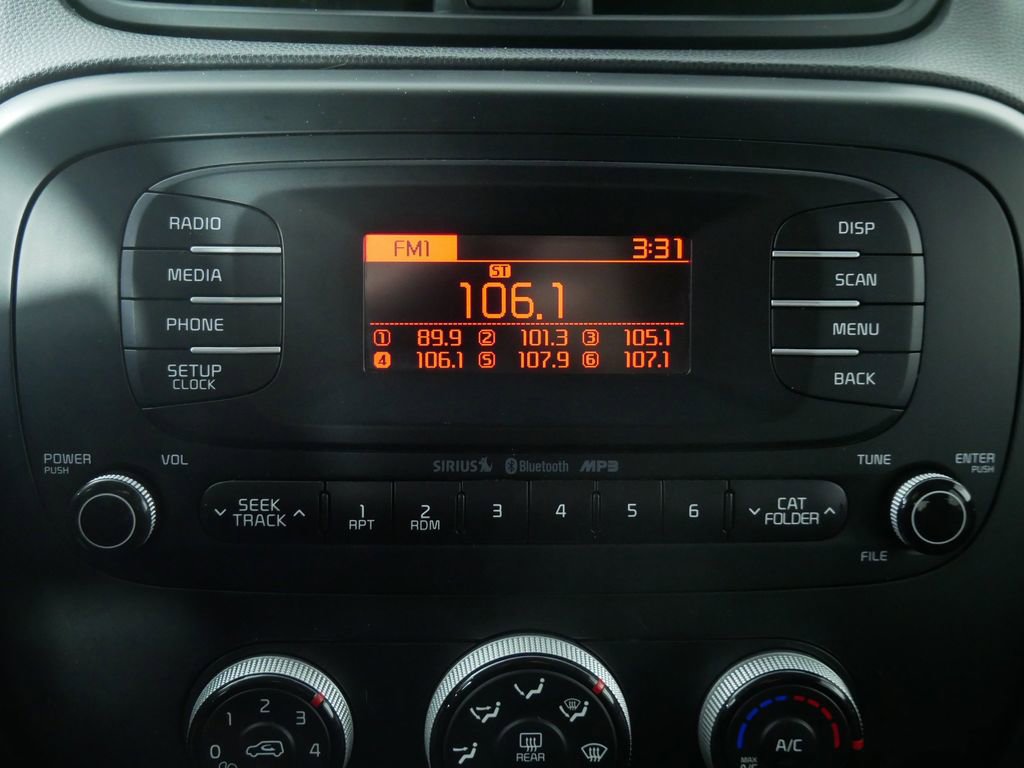 RADIO
MEDIA
PHONE
SETUP
CLOCK
FM1 3:31
ST
106.1
1 89.9 2 101.3 3 105.1
4 106.1 5 107.9 6 107.1
DISP
SCAN
MENU
BACK
POWER
PUSH
VOL
SIRIUS Bluetooth MP3
TUNE
ENTER
PUSH
SEEK
TRACK
1
RPT
2
RDM
3
4
5
6
CAT
FOLDER
FILE
0 1 2 3 4
REAR
A/C
MAX
A/C